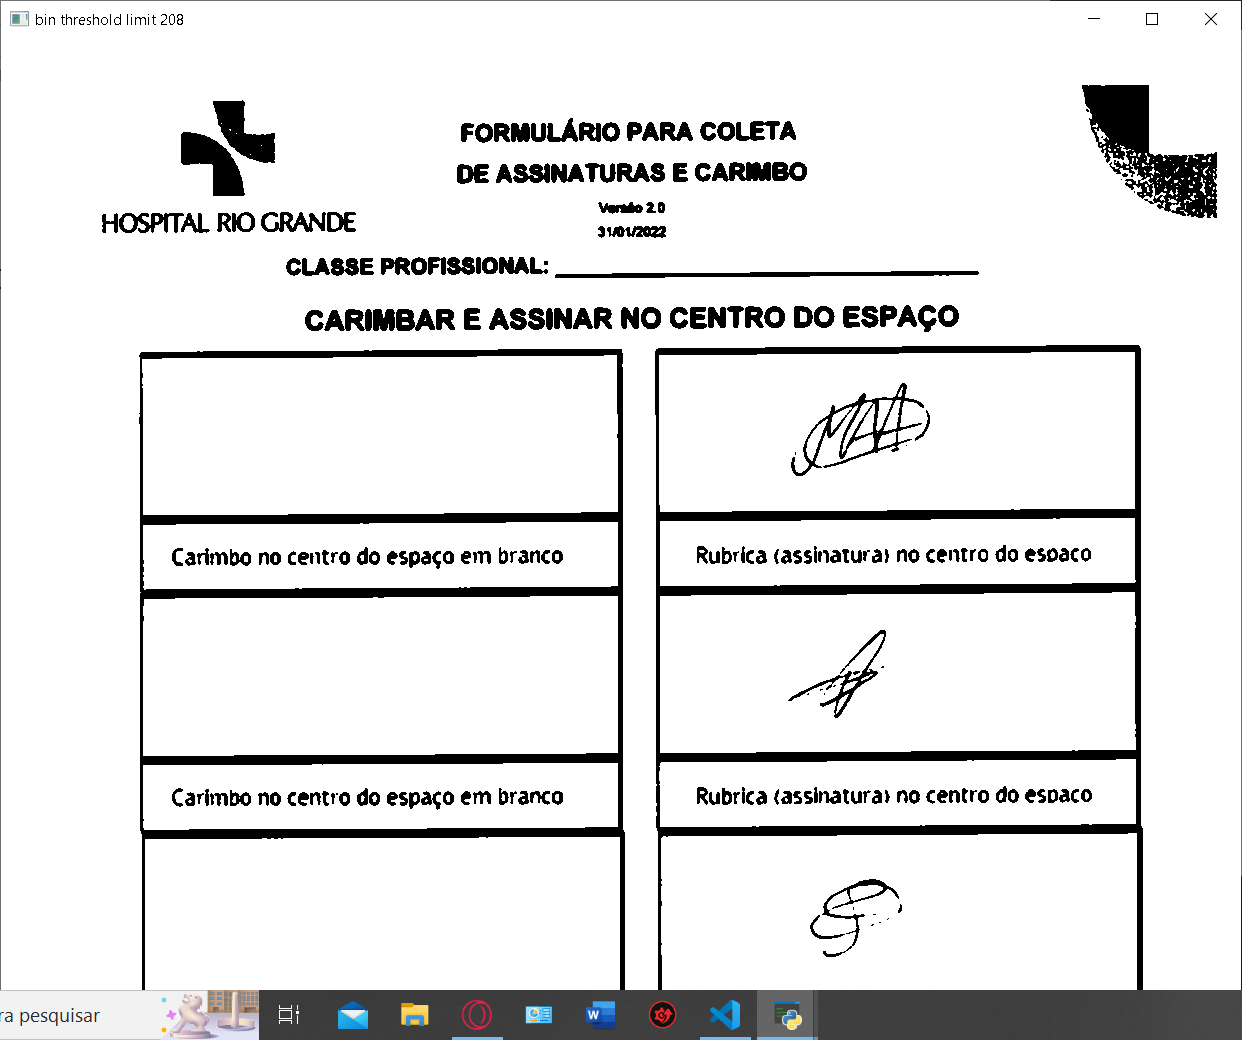 bin threshold limit 208
FORMULÁRIO PARA COLETA
DE ASSINATURAS E CARIMBO
Versão 2.0
31/01/2022
HOSPITAL RIO GRANDE
CLASSE PROFISSIONAL:
CARIMBAR E ASSINAR NO CENTRO DO ESPAÇO
Carimbo no centro do espaço em branco
Rubrica (assinatura) no centro do espaco
Carimbo no centro do espaço em branco
Rubrica (assinatura) no centro do espaco
ra pesquisar